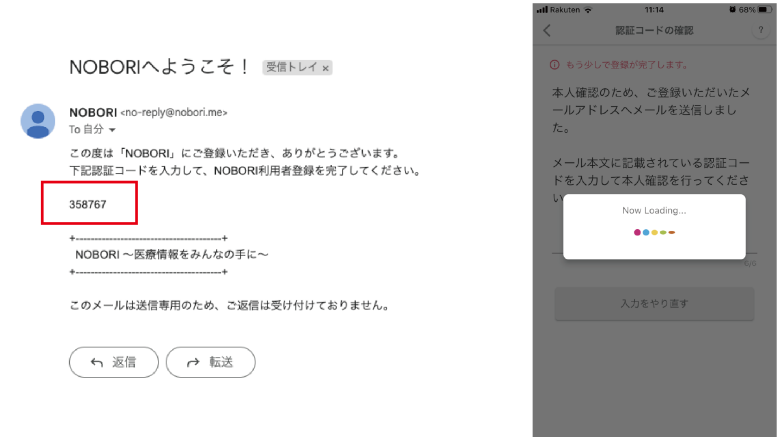 NOBORIへようこそ！ 受信トレイ ×
NOBORI <no-reply@nobori.me>
To 自分
この度は「NOBORI」にご登録いただき、ありがとうございます。
下記認証コードを入力して、NOBORI利用者登録を完了してください。
358767
+---------------------------------------+
NOBORI ～医療情報をみんなの手に～
+---------------------------------------+
このメールは送信専用のため、ご返信は受け付けておりません。
返信 転送
Rakuten 11:14 68%
認証コードの確認 ?
もう少しで登録が完了します。
本人確認のため、ご登録いただいたメ
ールアドレスへメールを送信しまし
た。
メール本文に記載されている認証コー
ドを入力して本人確認を行ってくださ
い
Now Loading...
入力をやり直す